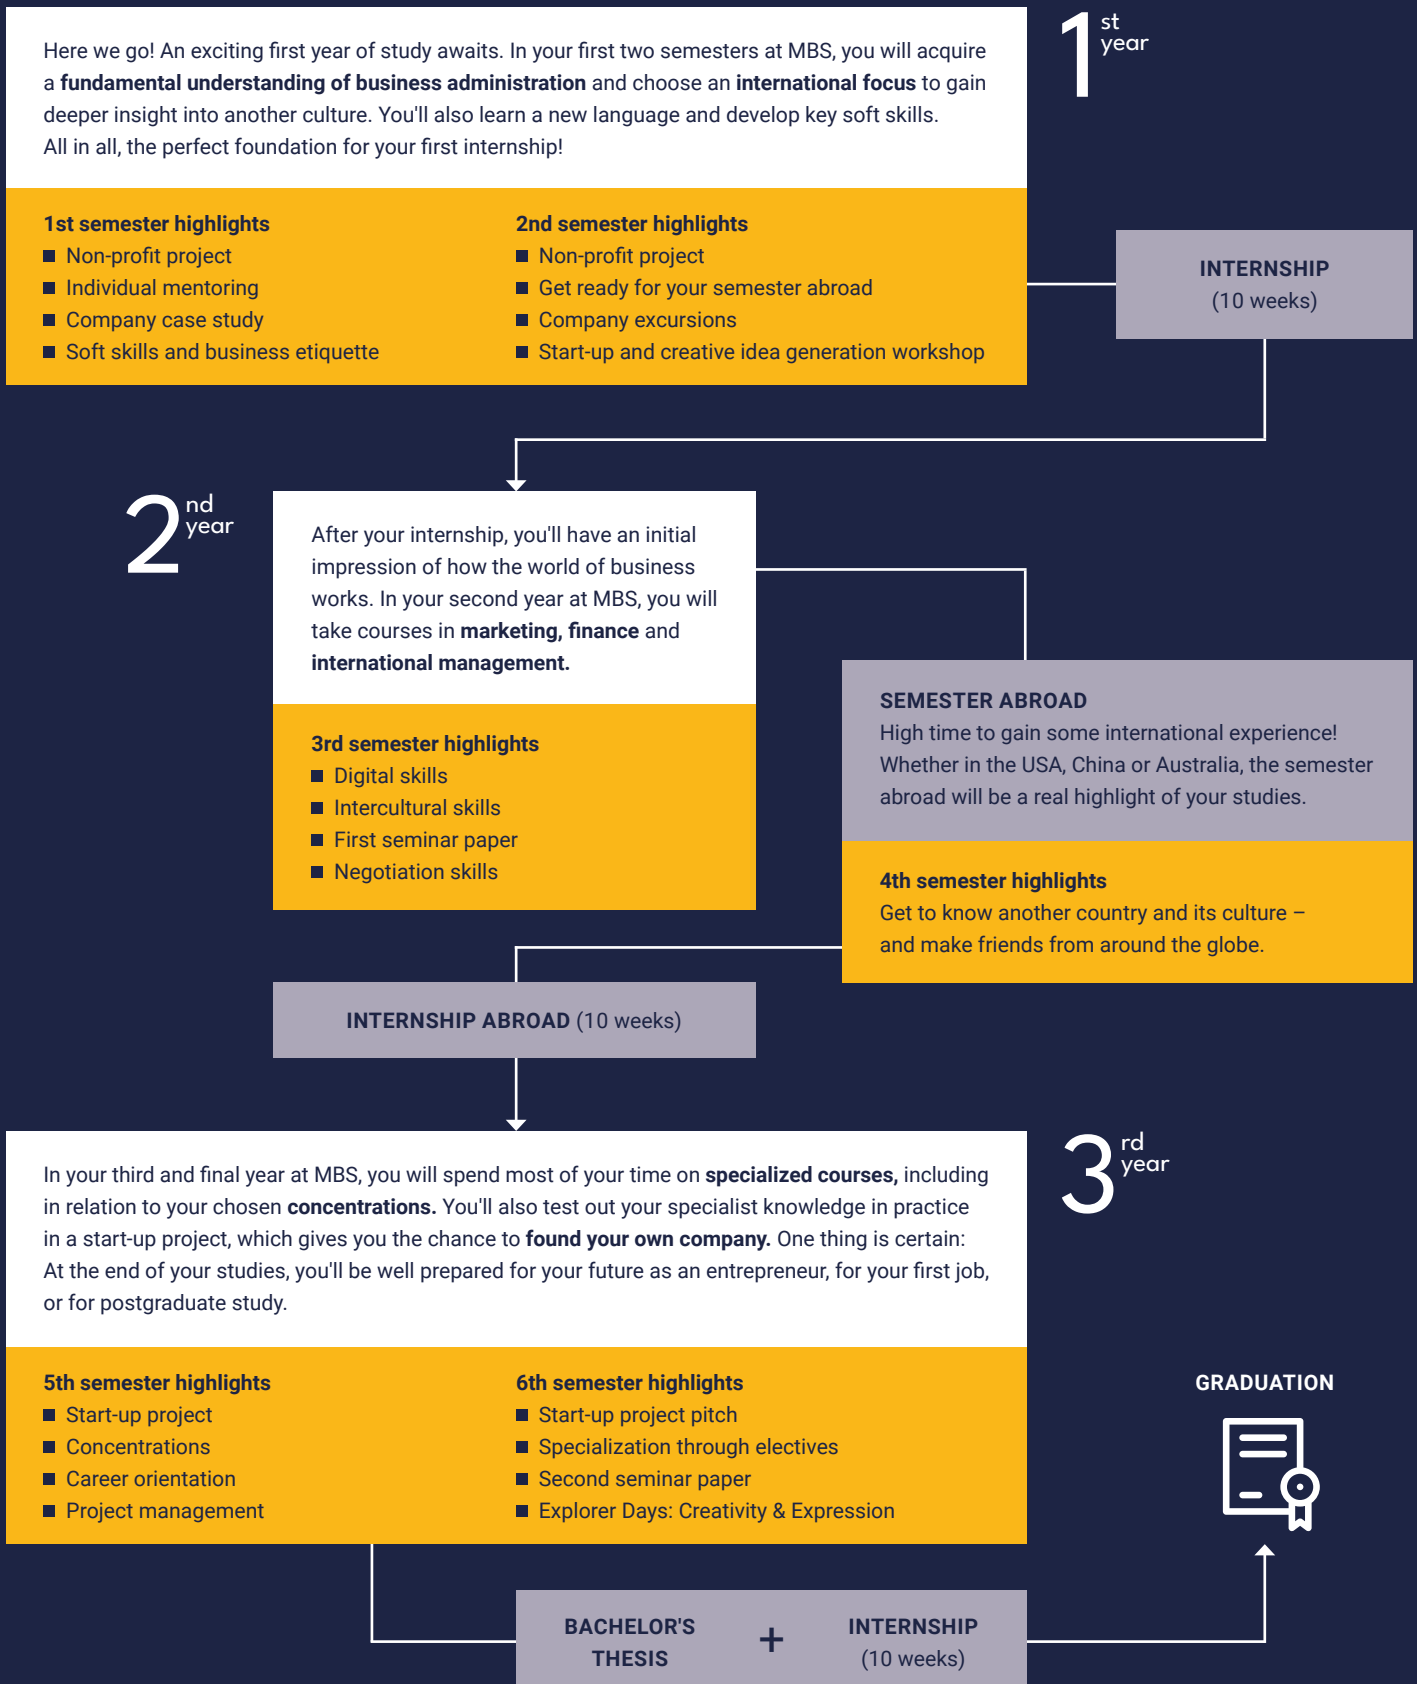 1st
year
Here we go! An exciting first year of study awaits. In your first two semesters at MBS, you will acquire
a fundamental understanding of business administration and choose an international focus to gain
deeper insight into another culture. You'll also learn a new language and develop key soft skills.
All in all, the perfect foundation for your first internship!
1st semester highlights
Non-profit project
Individual mentoring
Company case study
Soft skills and business etiquette
2nd semester highlights
Non-profit project
Get ready for your semester abroad
Company excursions
Start-up and creative idea generation workshop
INTERNSHIP
(10 weeks)
2nd
year
After your internship, you'll have an initial
impression of how the world of business
works. In your second year at MBS, you will
take courses in marketing, finance and
international management.
3rd semester highlights
Digital skills
Intercultural skills
First seminar paper
Negotiation skills
SEMESTER ABROAD
High time to gain some international experience!
Whether in the USA, China or Australia, the semester
abroad will be a real highlight of your studies.
4th semester highlights
Get to know another country and its culture –
and make friends from around the globe.
INTERNSHIP ABROAD (10 weeks)
3rd
year
In your third and final year at MBS, you will spend most of your time on specialized courses, including
in relation to your chosen concentrations. You'll also test out your specialist knowledge in practice
in a start-up project, which gives you the chance to found your own company. One thing is certain:
At the end of your studies, you'll be well prepared for your future as an entrepreneur, for your first job,
or for postgraduate study.
5th semester highlights
Start-up project
Concentrations
Career orientation
Project management
6th semester highlights
Start-up project pitch
Specialization through electives
Second seminar paper
Explorer Days: Creativity & Expression
BACHELOR'S
THESIS
+
INTERNSHIP
(10 weeks)
GRADUATION